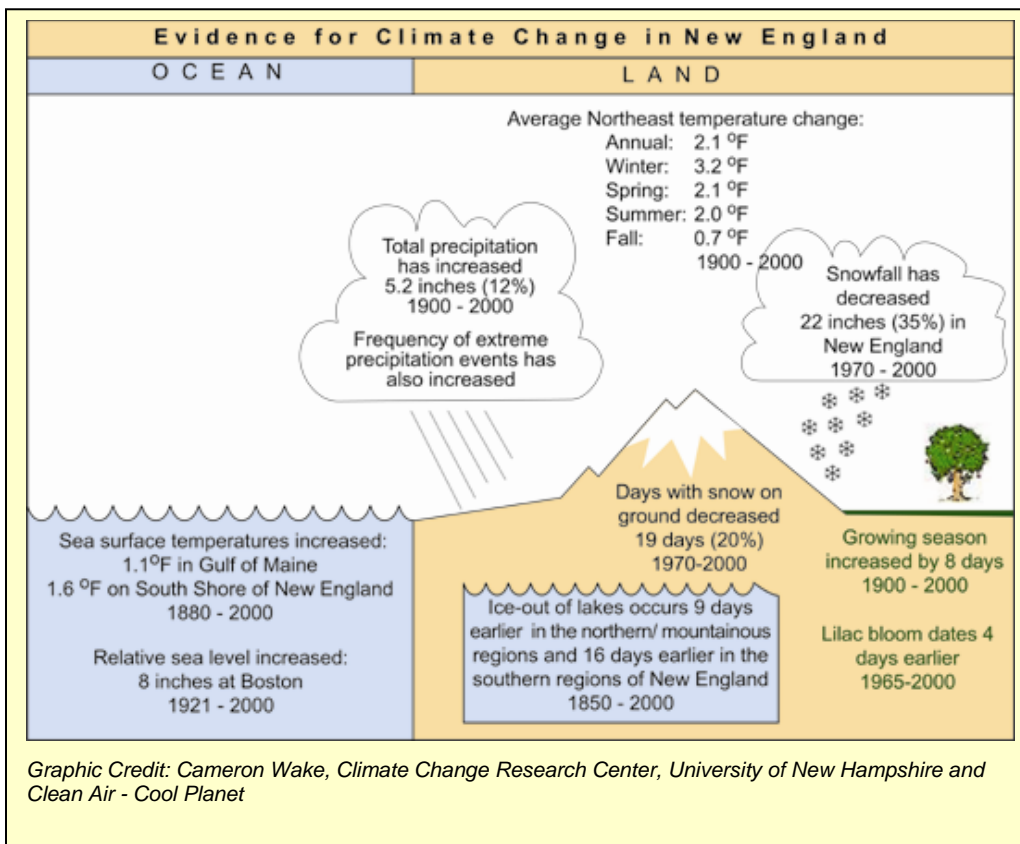 Evidence for Climate Change in New England
OCEAN
LAND
Average Northeast temperature change:
Annual: 2.1 °F
Winter: 3.2 °F
Spring: 2.1 °F
Summer: 2.0 °F
Fall: 0.7 °F
1900 - 2000
Total precipitation
has increased
5.2 inches (12%)
1900 - 2000
Frequency of extreme
precipitation events has
also increased
Snowfall has
decreased
22 inches (35%) in
New England
1970 - 2000
Sea surface temperatures increased:
1.1°F in Gulf of Maine
1.6 °F on South Shore of New England
1880 - 2000
Relative sea level increased:
8 inches at Boston
1921 - 2000
Days with snow on
ground decreased
19 days (20%)
1970-2000
Ice-out of lakes occurs 9 days
earlier in the northern/ mountainous
regions and 16 days earlier in the
southern regions of New England
1850 - 2000
Growing season
increased by 8 days
1900 - 2000
Lilac bloom dates 4
days earlier
1965-2000
Graphic Credit: Cameron Wake, Climate Change Research Center, University of New Hampshire and
Clean Air - Cool Planet